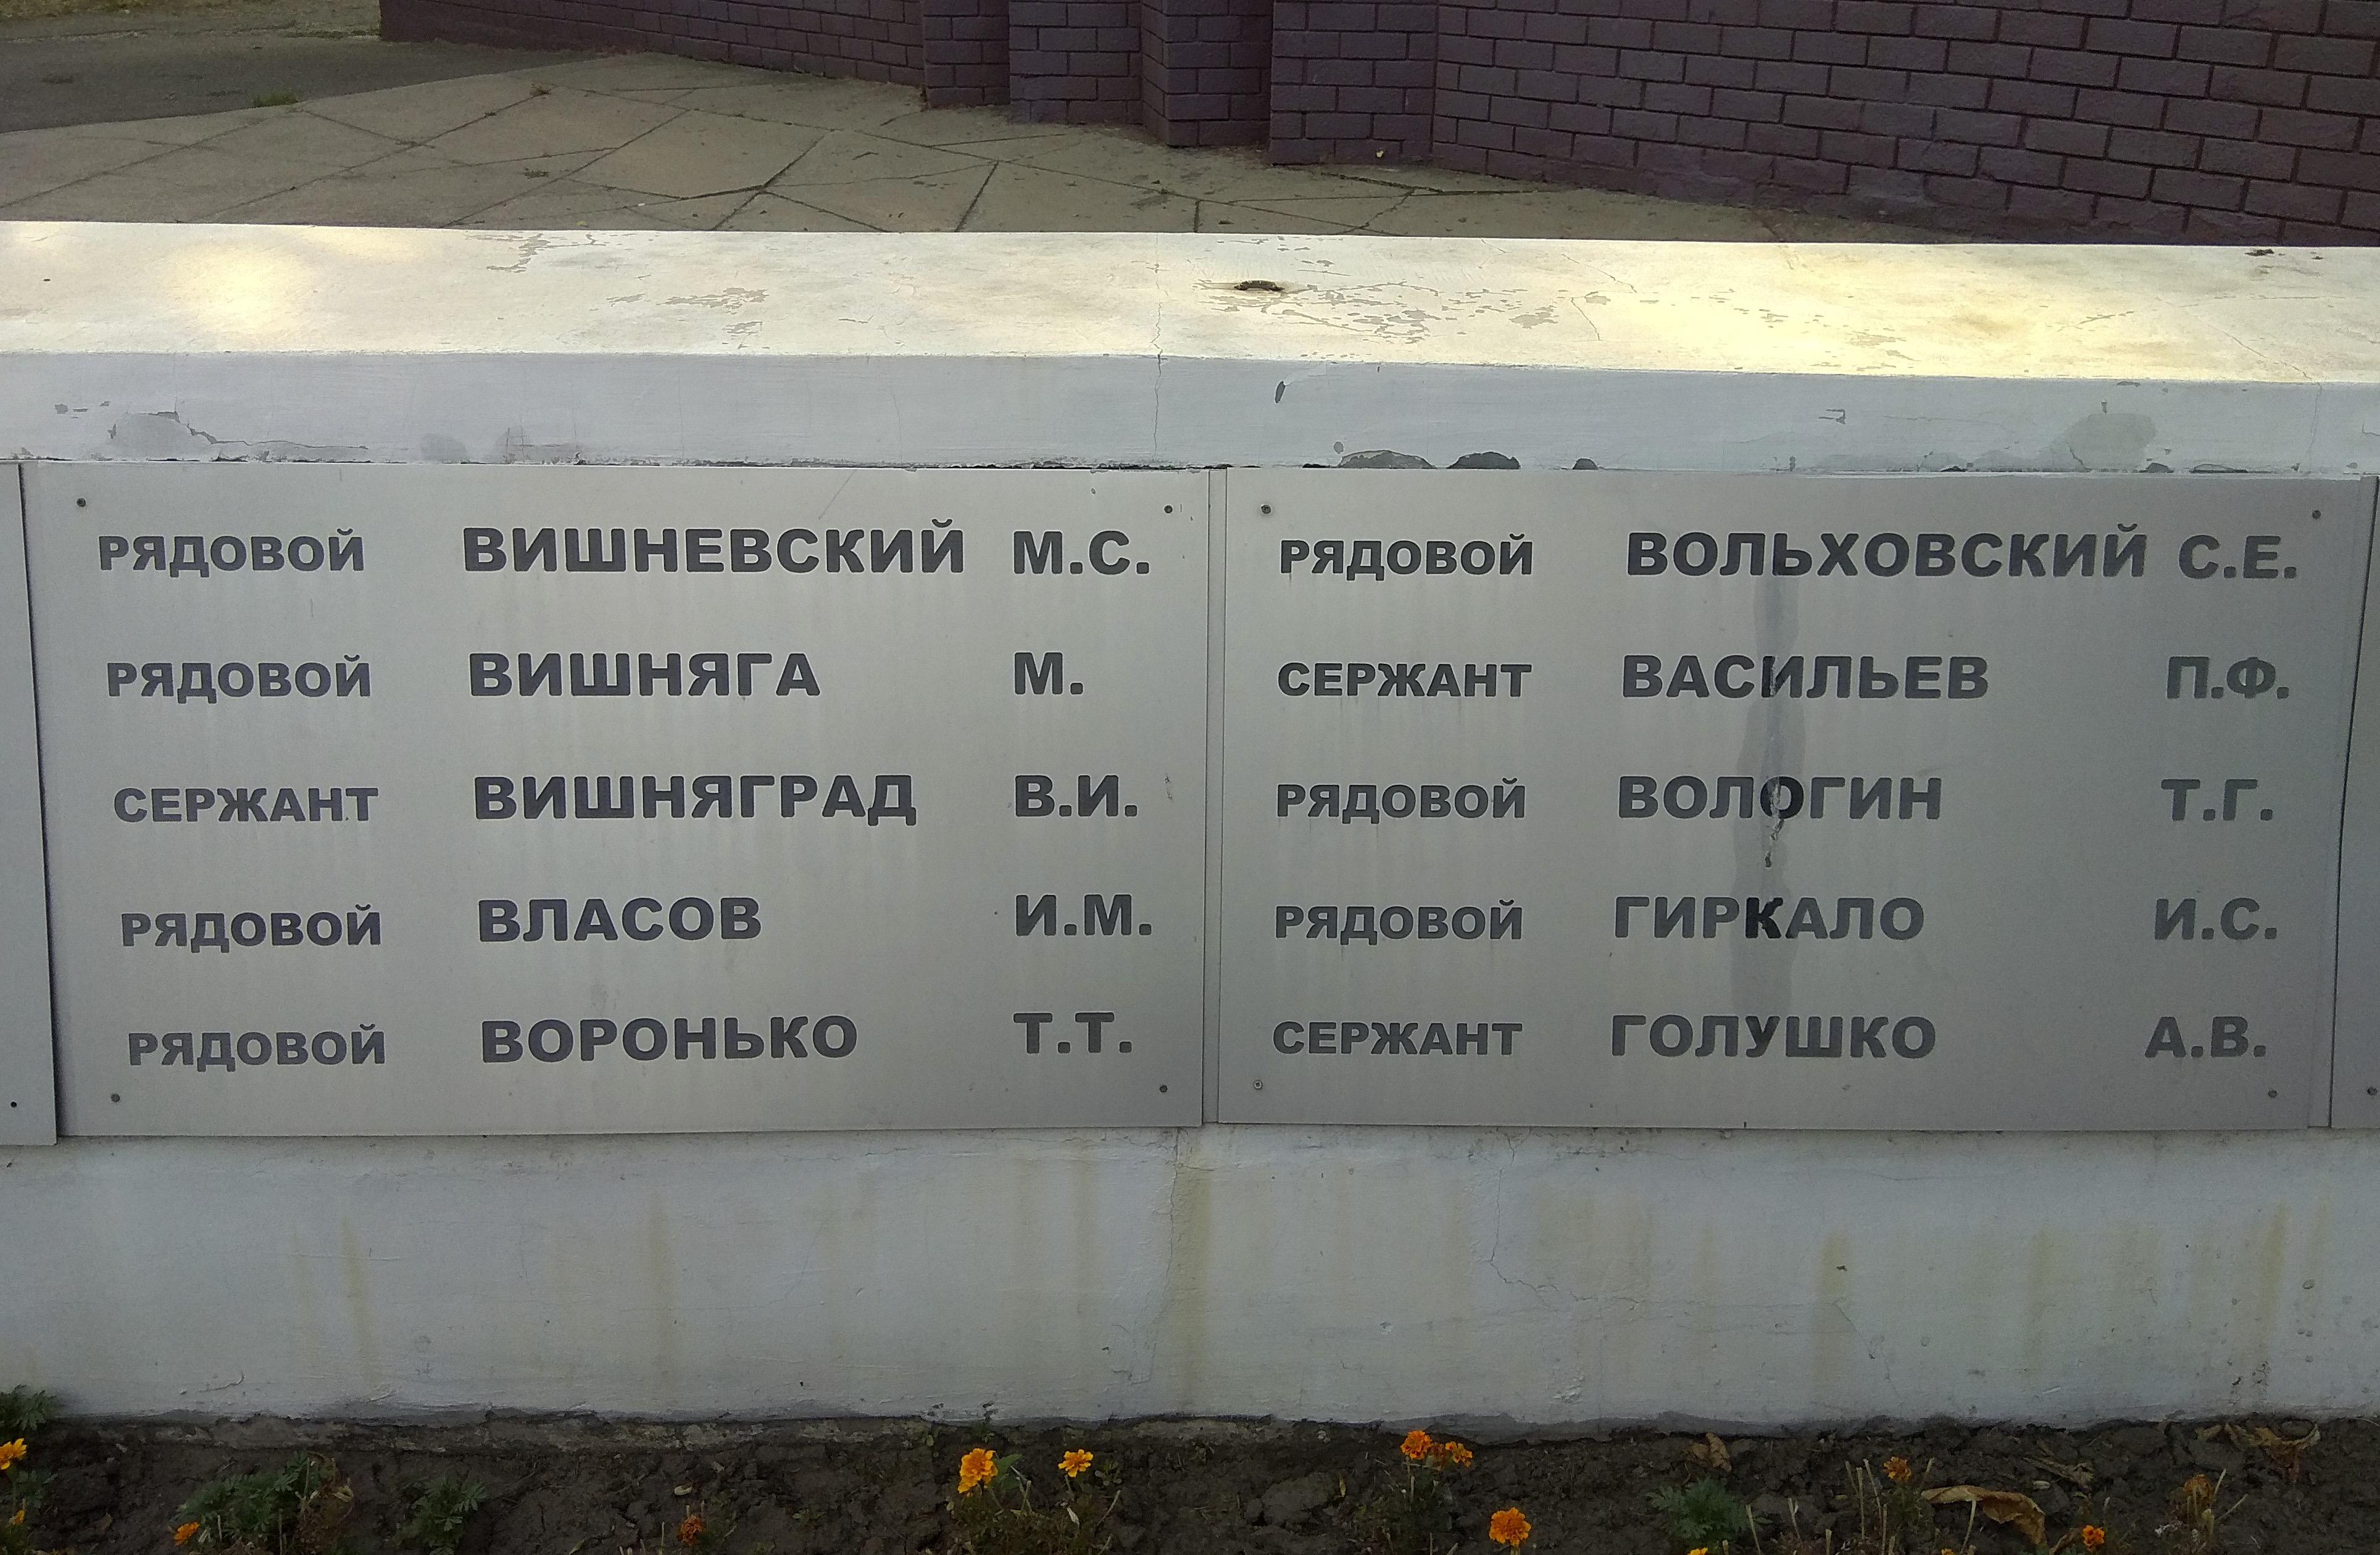 РЯДОВОЙ ВИШНЕВСКИЙ М.С.
РЯДОВОЙ ВИШНЯГА М.
СЕРЖАНТ ВИШНЯГРАД В.И.
РЯДОВОЙ ВЛАСОВ И.М.
РЯДОВОЙ ВОРОНЬКО Т.Т.
РЯДОВОЙ ВОЛЬХОВСКИЙ С.Е.
СЕРЖАНТ ВАСИЛЬЕВ П.Ф.
РЯДОВОЙ ВОЛОГИН Т.Г.
РЯДОВОЙ ГИРКАЛО И.С.
СЕРЖАНТ ГОЛУШКО А.В.